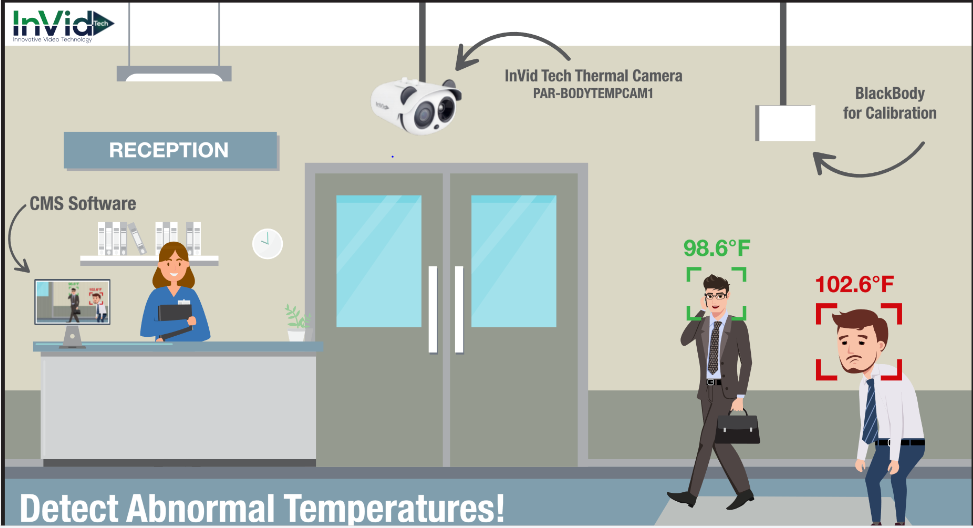 InVid Tech
Innovative Video Technology
InVid Tech Thermal Camera
PAR-BODYTEMPCAM1
BlackBody
for Calibration
RECEPTION
CMS Software
98.6°F
102.6°F
Detect Abnormal Temperatures!